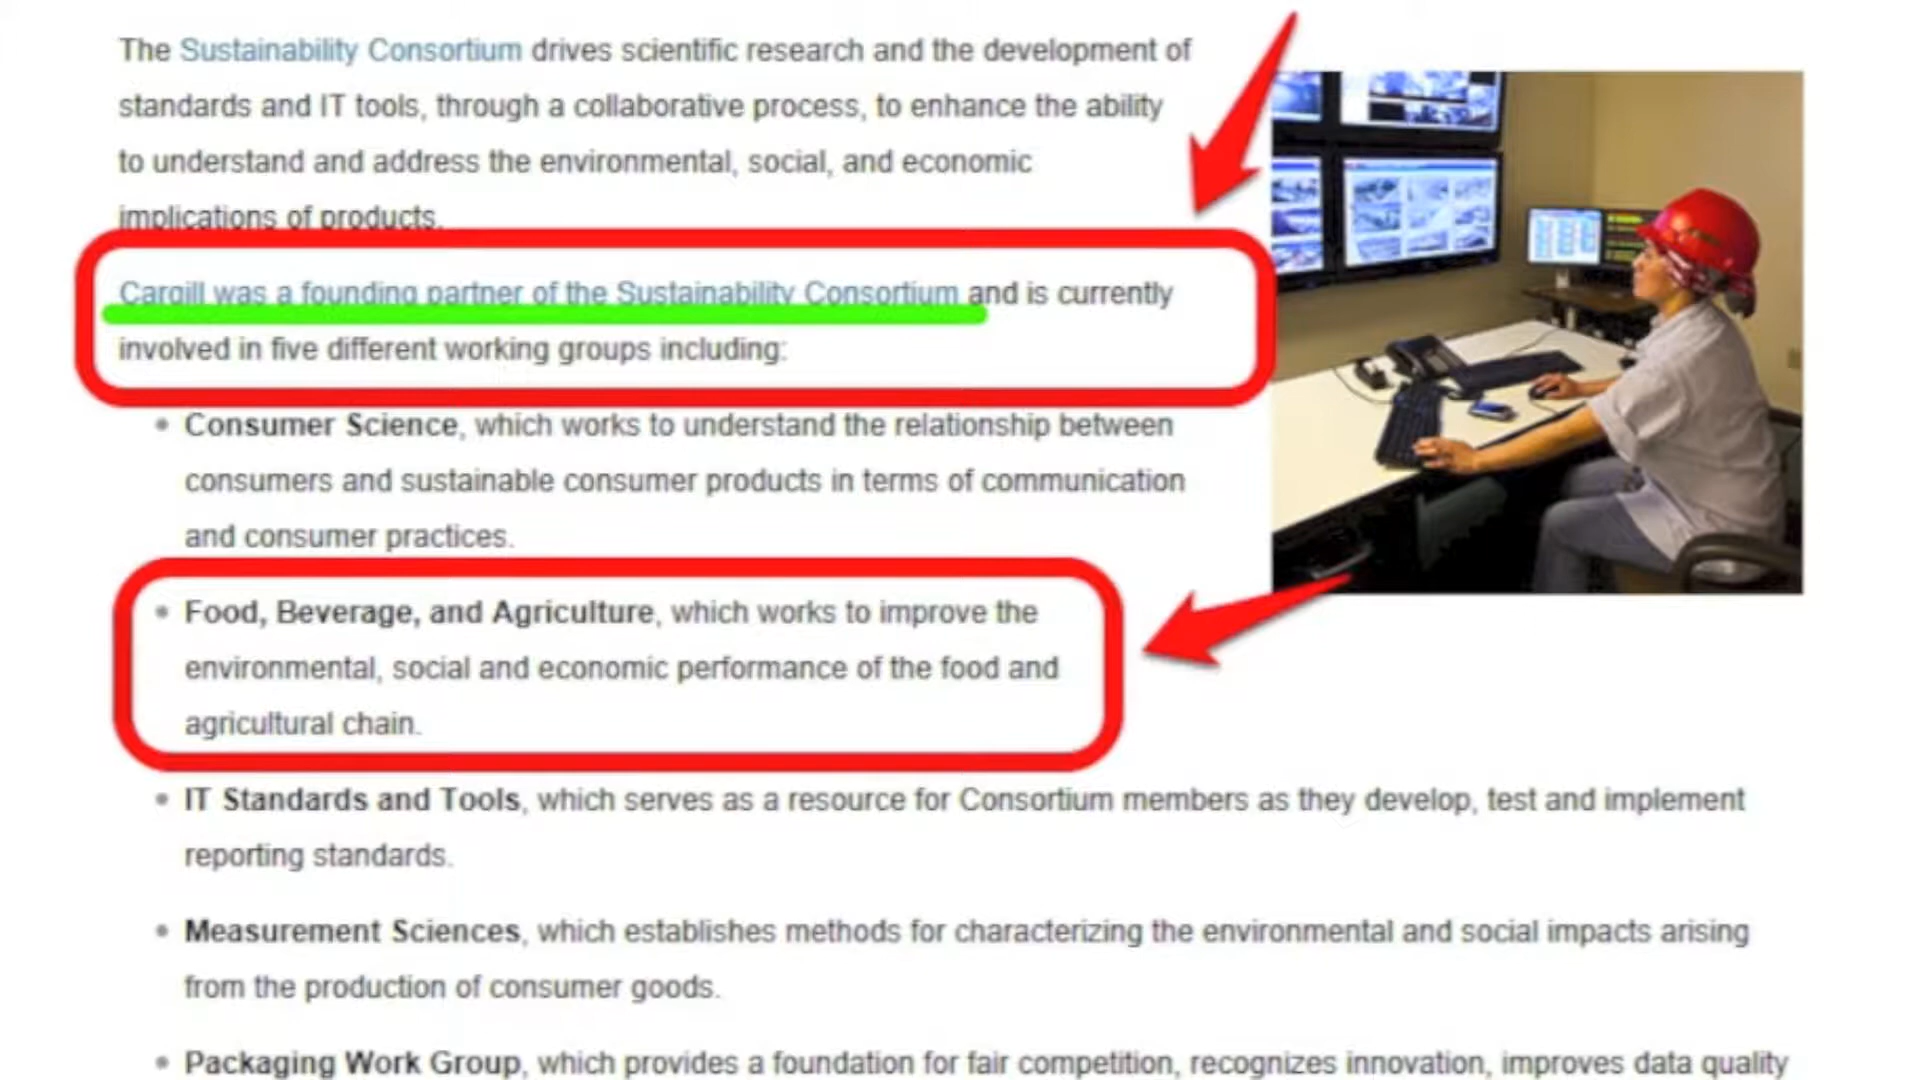 The Sustainability Consortium drives scientific research and the development of
standards and IT tools, through a collaborative process, to enhance the ability
to understand and address the environmental, social, and economic
implications of products.
Cargill was a founding partner of the Sustainability Consortium and is currently
involved in five different working groups including:
• Consumer Science, which works to understand the relationship between
consumers and sustainable consumer products in terms of communication
and consumer practices.
• Food, Beverage, and Agriculture, which works to improve the
environmental, social and economic performance of the food and
agricultural chain.
• IT Standards and Tools, which serves as a resource for Consortium members as they develop, test and implement
reporting standards.
• Measurement Sciences, which establishes methods for characterizing the environmental and social impacts arising
from the production of consumer goods.
• Packaging Work Group, which provides a foundation for fair competition, recognizes innovation, improves data quality